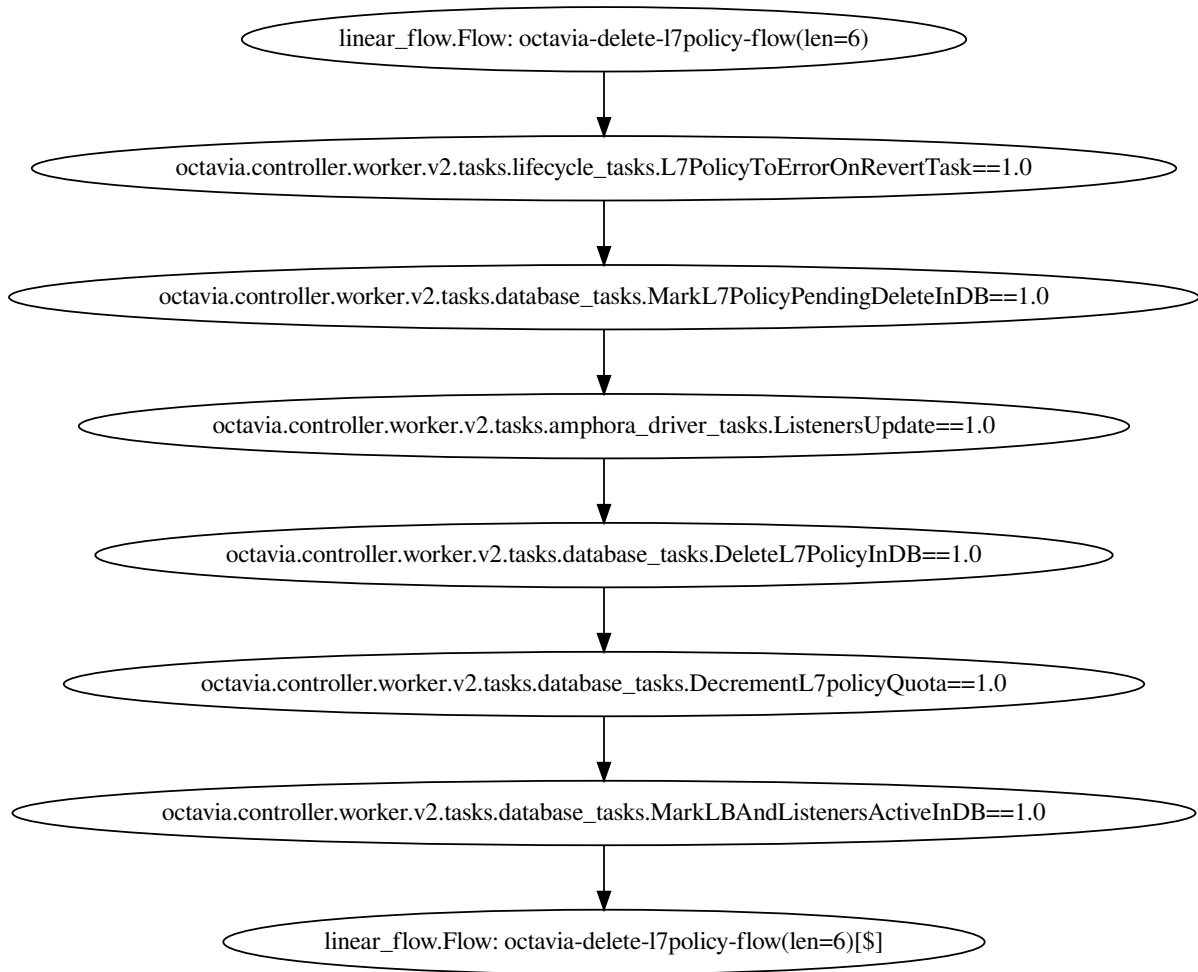 linear_flow.Flow: octavia-delete-l7policy-flow(len=6)
octavia.controller.worker.v2.tasks.lifecycle_tasks.L7PolicyToErrorOnRevertTask==1.0
octavia.controller.worker.v2.tasks.database_tasks.MarkL7PolicyPendingDeleteInDB==1.0
octavia.controller.worker.v2.tasks.amphora_driver_tasks.ListenersUpdate==1.0
octavia.controller.worker.v2.tasks.database_tasks.DeleteL7PolicyInDB==1.0
octavia.controller.worker.v2.tasks.database_tasks.DecrementL7policyQuota==1.0
octavia.controller.worker.v2.tasks.database_tasks.MarkLBAndListenersActiveInDB==1.0
linear_flow.Flow: octavia-delete-l7policy-flow(len=6)[$]